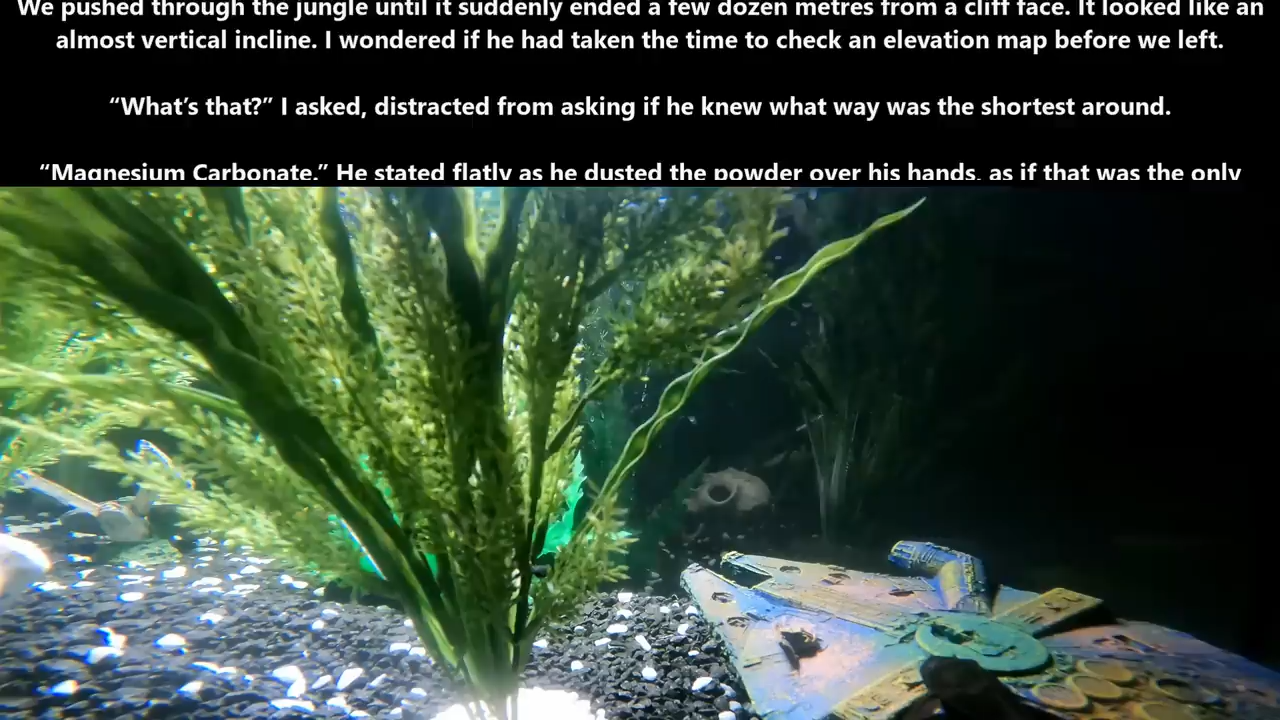 We pushed through the jungle until it suddenly ended a few dozen metres from a cliff face. It looked like an
almost vertical incline. I wondered if he had taken the time to check an elevation map before we left.
“What’s that?” I asked, distracted from asking if he knew what way was the shortest around.
“Magnesium Carbonate.” He stated flatly as he dusted the powder over his hands, as if that was the only